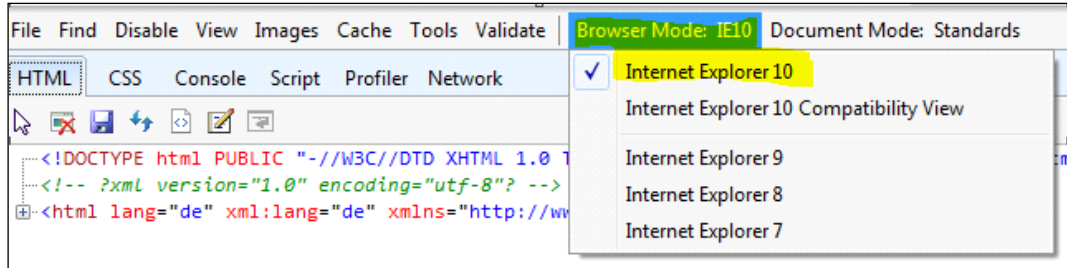 File Find Disable View Images Cache Tools Validate | Browser Mode: IE10 Document Mode: Standards
HTML CSS Console Script Profiler Network
✓ Internet Explorer 10
Internet Explorer 10 Compatibility View
Internet Explorer 9
Internet Explorer 8
Internet Explorer 7
<!DOCTYPE html PUBLIC "-//W3C//DTD XHTML 1.0
<!-- ?xml version="1.0" encoding="utf-8"? -->
<html lang="de" xml:lang="de" xmlns="http://